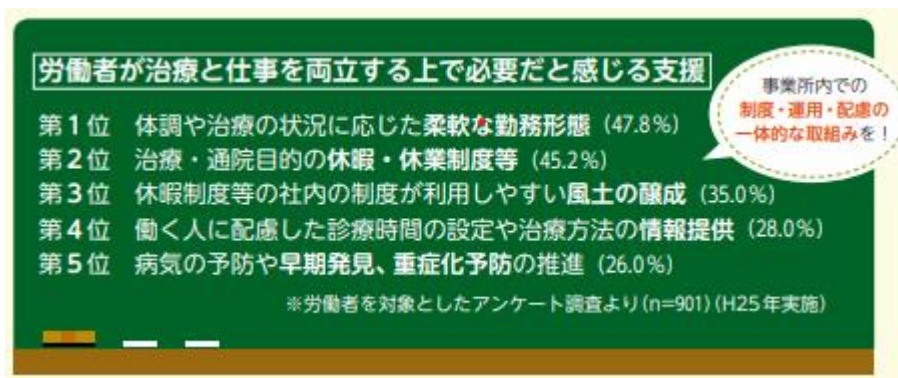 労働者が治療と仕事を両立する上で必要だと感じる支援
事業所内での
制度・運用・配慮の
一体的な取組みを！
第1位 体調や治療の状況に応じた柔軟な勤務形態（47.8%）
第2位 治療・通院目的の休暇・休業制度等（45.2%）
第3位 休暇制度等の社内の制度が利用しやすい風土の醸成（35.0%）
第4位 働く人に配慮した診療時間の設定や治療方法の情報提供（28.0%）
第5位 病気の予防や早期発見、重症化予防の推進（26.0%）
※労働者を対象としたアンケート調査より(n=901)(H25年実施)